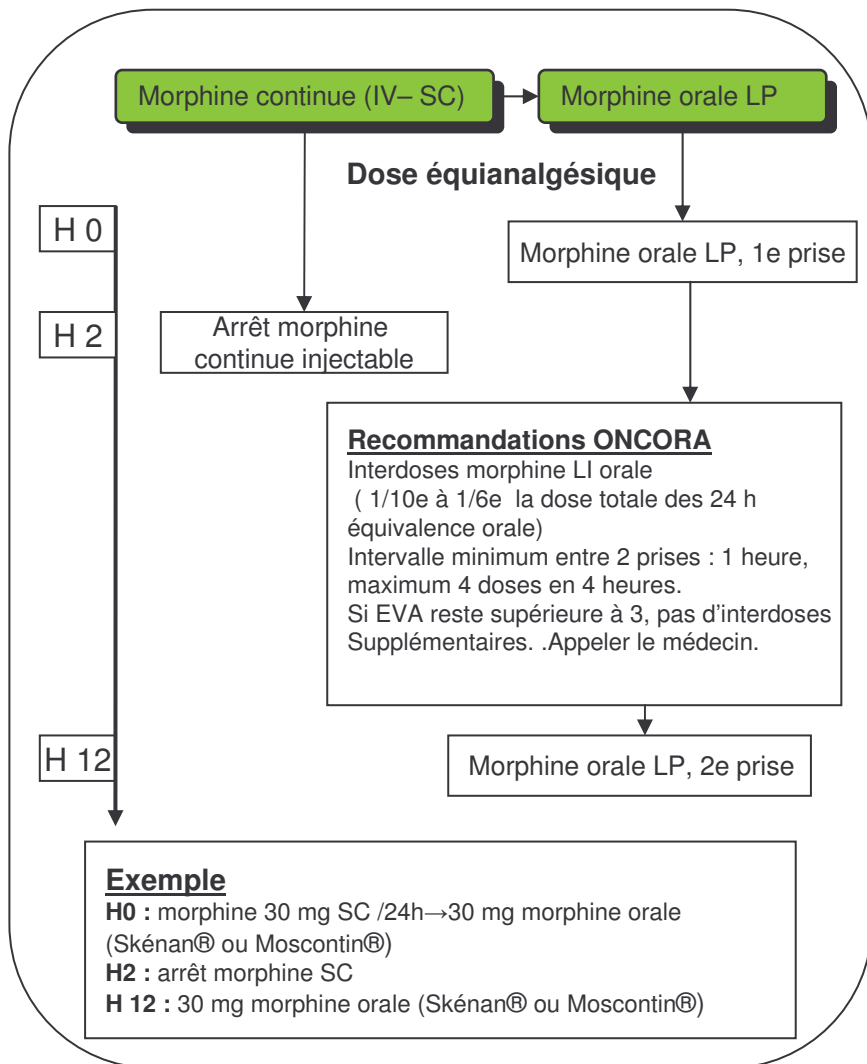 Morphine continue (IV– SC)
Morphine orale LP
Dose équianalgésique
H 0
Morphine orale LP, 1e prise
H 2
Arrêt morphine
continue injectable
Recommandations ONCORA
Interdoses morphine LI orale
( 1/10e à 1/6e la dose totale des 24 h
équivalence orale)
Intervalle minimum entre 2 prises : 1 heure,
maximum 4 doses en 4 heures.
Si EVA reste supérieure à 3, pas d'interdoses
Supplémentaires. .Appeler le médecin.
H 12
Morphine orale LP, 2e prise
Exemple
H0 : morphine 30 mg SC /24h→30 mg morphine orale
(Skénan® ou Moscontin®)
H2 : arrêt morphine SC
H 12 : 30 mg morphine orale (Skénan® ou Moscontin®)